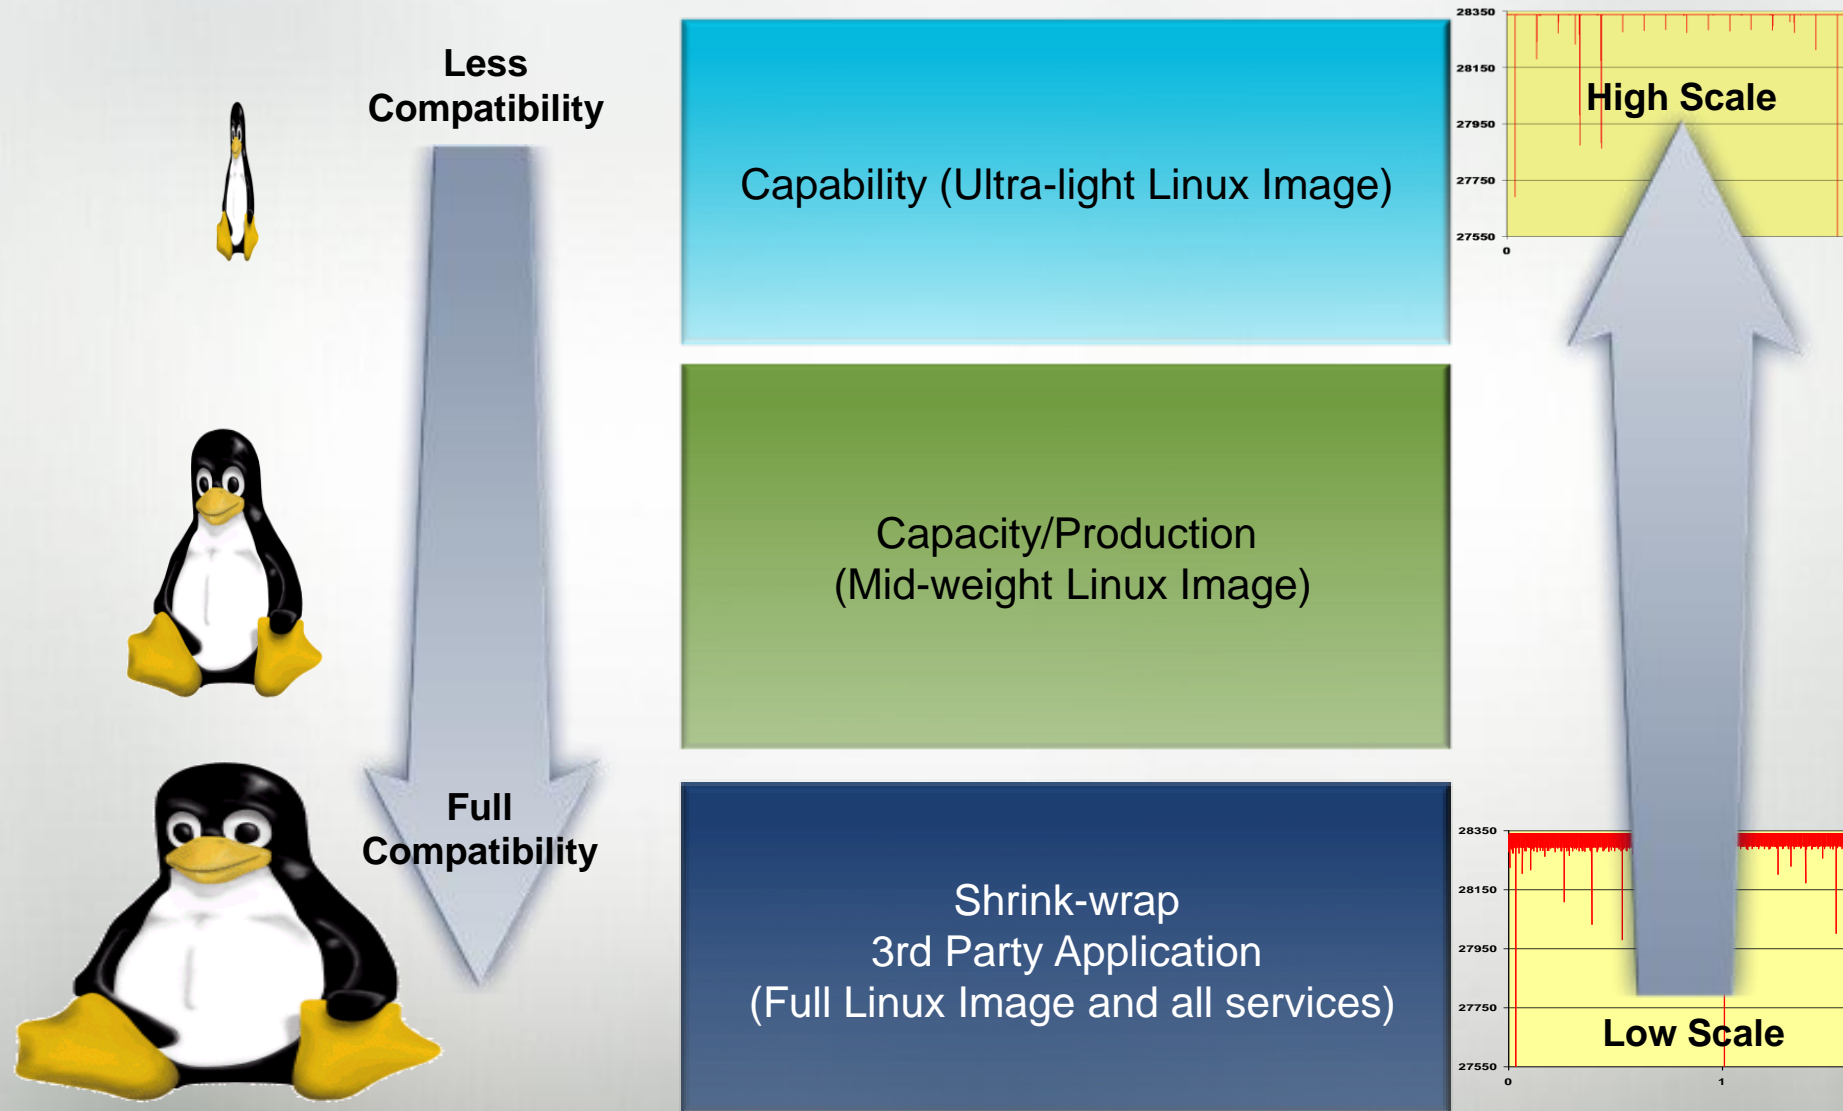 Less
Compatibility
Capability (Ultra-light Linux Image)
28350
28150
27950
27750
27550
0
High Scale
Capacity/Production
(Mid-weight Linux Image)
Full
Compatibility
Shrink-wrap
3rd Party Application
(Full Linux Image and all services)
28350
28150
27950
27750
27550
0
1
Low Scale